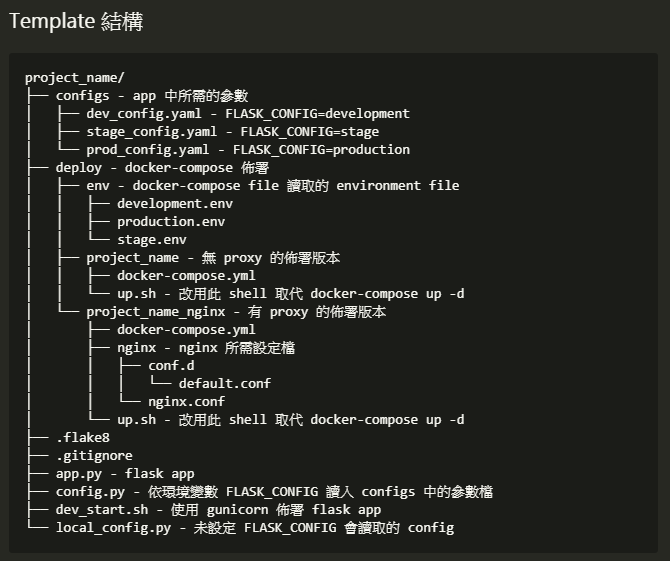 Template 結構
project_name/
├── configs - app 中所需的參數
│   ├── dev_config.yaml - FLASK_CONFIG=development
│   ├── stage_config.yaml - FLASK_CONFIG=stage
│   └── prod_config.yaml - FLASK_CONFIG=production
├── deploy - docker-compose 佈署
│   ├── env - docker-compose file 讀取的 environment file
│   │   ├── development.env
│   │   ├── production.env
│   │   └── stage.env
│   ├── project_name - 無 proxy 的佈署版本
│   │   ├── docker-compose.yml
│   │   └── up.sh - 改用此 shell 取代 docker-compose up -d
│   └── project_name_nginx - 有 proxy 的佈署版本
│       ├── docker-compose.yml
│       ├── nginx - nginx 所需設定檔
│       │   ├── conf.d
│       │   │   └── default.conf
│       │   └── nginx.conf
│       └── up.sh - 改用此 shell 取代 docker-compose up -d
├── .flake8
├── .gitignore
├── app.py - flask app
├── config.py - 依環境變數 FLASK_CONFIG 讀入 configs 中的參數檔
├── dev_start.sh - 使用 gunicorn 佈署 flask app
└── local_config.py - 未設定 FLASK_CONFIG 會讀取的 config